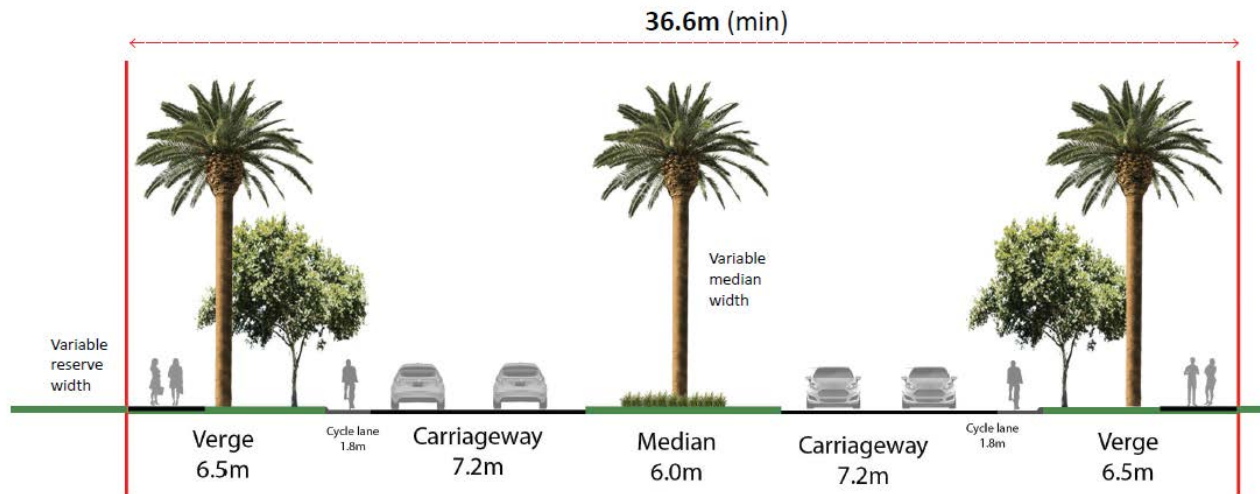 36.6m (min)
Variable
median
width
Variable
reserve
width
Verge
6.5m
Cycle lane
1.8m
Carriageway
7.2m
Median
6.0m
Carriageway
7.2m
Cycle lane
1.8m
Verge
6.5m